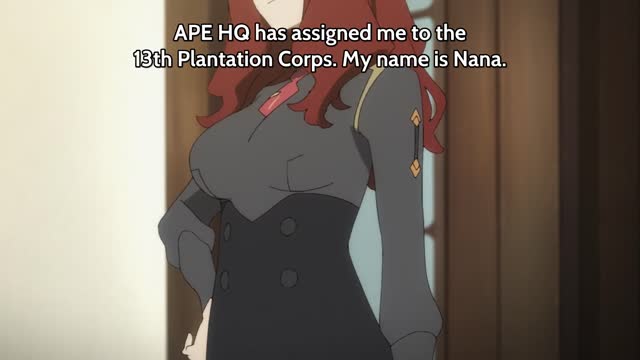 APE HQ has assigned me to the
13th Plantation Corps. My name is Nana.